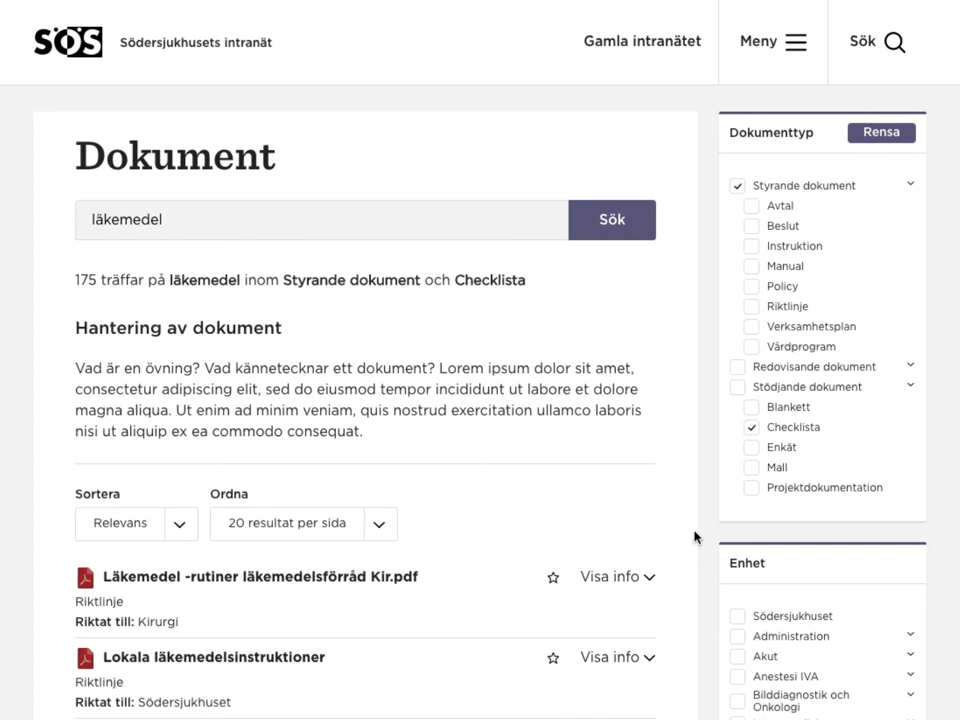 SÖS
Södersjukhusets intranät
Gamla intranätet
Meny
Sök
Dokument
läkemedel
Sök
175 träffar på läkemedel inom Styrande dokument och Checklista
Hantering av dokument
Vad är en övning? Vad kännetecknar ett dokument? Lorem ipsum dolor sit amet,
consectetur adipiscing elit, sed do eiusmod tempor incididunt ut labore et dolore
magna aliqua. Ut enim ad minim veniam, quis nostrud exercitation ullamco laboris
nisi ut aliquip ex ea commodo consequat.
Sortera
Ordna
Relevans
20 resultat per sida
Läkemedel -rutiner läkemedelsförråd Kir.pdf
Visa info
Riktlinje
Riktat till: Kirurgi
Lokala läkemedelsinstruktioner
Visa info
Riktlinje
Riktat till: Södersjukhuset
Dokumenttyp
Rensa
Styrande dokument
Avtal
Beslut
Instruktion
Manual
Policy
Riktlinje
Verksamhetsplan
Vårdprogram
Redovisande dokument
Stödjande dokument
Blankett
Checklista
Enkät
Mall
Projektdokumentation
Enhet
Södersjukhuset
Administration
Akut
Anestesi IVA
Bilddiagnostik och
Onkologi